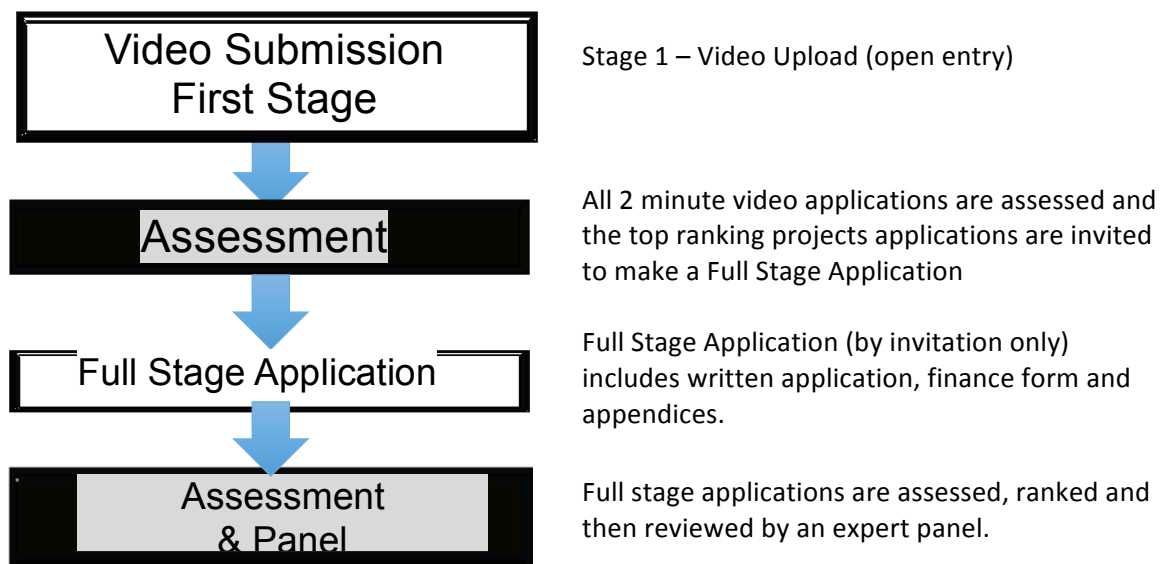 Video Submission
First Stage
Stage 1 – Video Upload (open entry)
Assessment
All 2 minute video applications are assessed and
the top ranking projects applications are invited
to make a Full Stage Application
Full Stage Application
Full Stage Application (by invitation only)
includes written application, finance form and
appendices.
Assessment
& Panel
Full stage applications are assessed, ranked and
then reviewed by an expert panel.